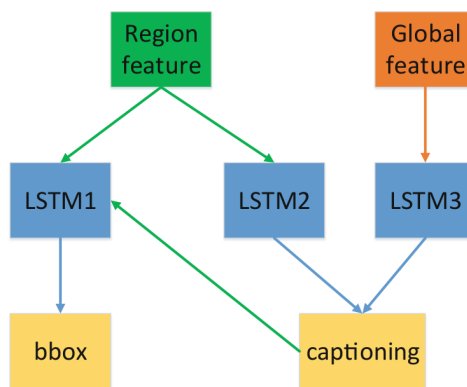 Region
feature
Global
feature
LSTM1
LSTM2
LSTM3
bbox
captioning